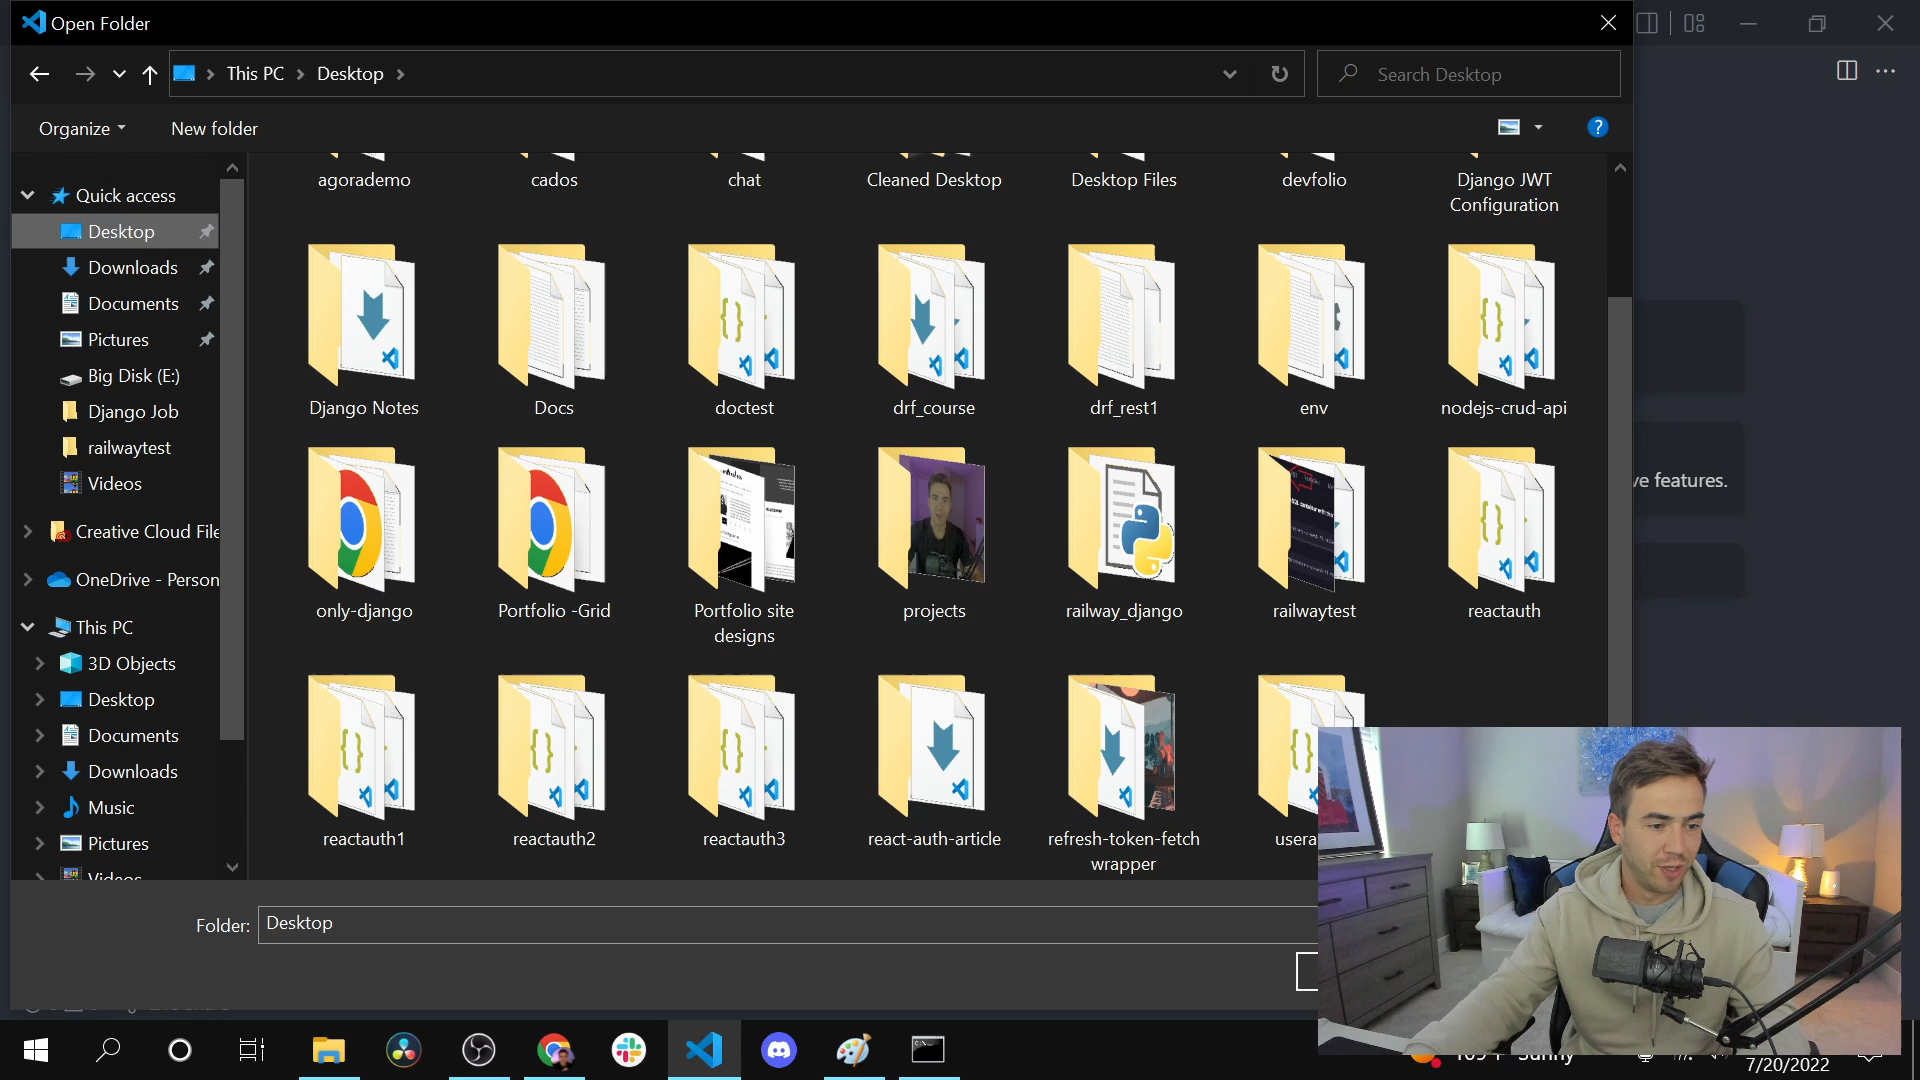 Open Folder
This PC
Desktop
Search Desktop
Organize
New folder
?
Quick access
Desktop
Downloads
Documents
Pictures
Big Disk (E:)
Django Job
railwaytest
Videos
Creative Cloud File
OneDrive - Person
This PC
3D Objects
Desktop
Documents
Downloads
Music
Pictures
Videos
agorademo
cados
chat
Cleaned Desktop
Desktop Files
devfolio
Django JWT
Configuration
Django Notes
Docs
doctest
drf_course
drf_rest1
env
nodejs-crud-api
only-django
Portfolio -Grid
Portfolio site
designs
projects
railway_django
railwaytest
reactauth
reactauth1
reactauth2
reactauth3
react-auth-article
refresh-token-fetch
wrapper
usera
ve features.
Folder:
Desktop
Sunny
7/20/2022